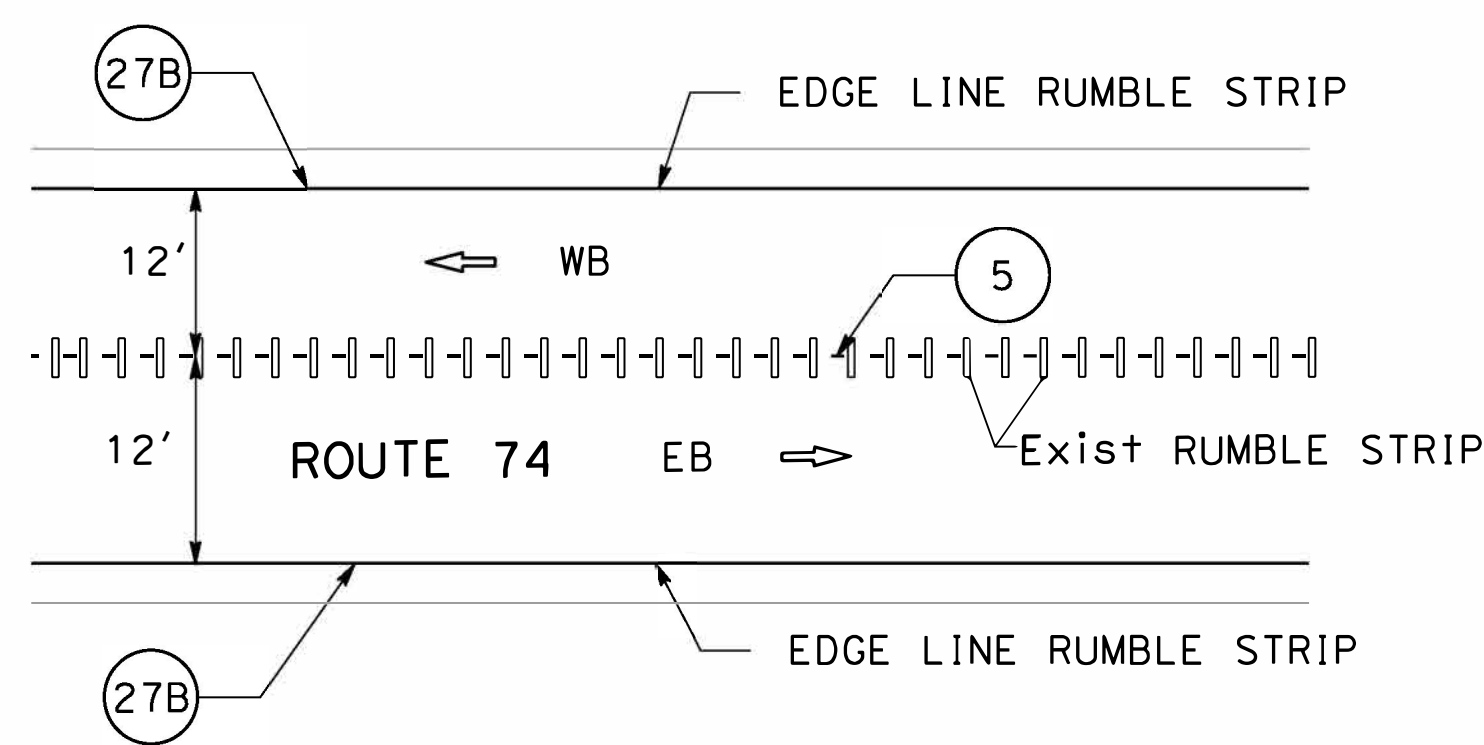 27B
EDGE LINE RUMBLE STRIP
12'
WB
5
12'
ROUTE 74
EB
Exist RUMBLE STRIP
EDGE LINE RUMBLE STRIP
27B